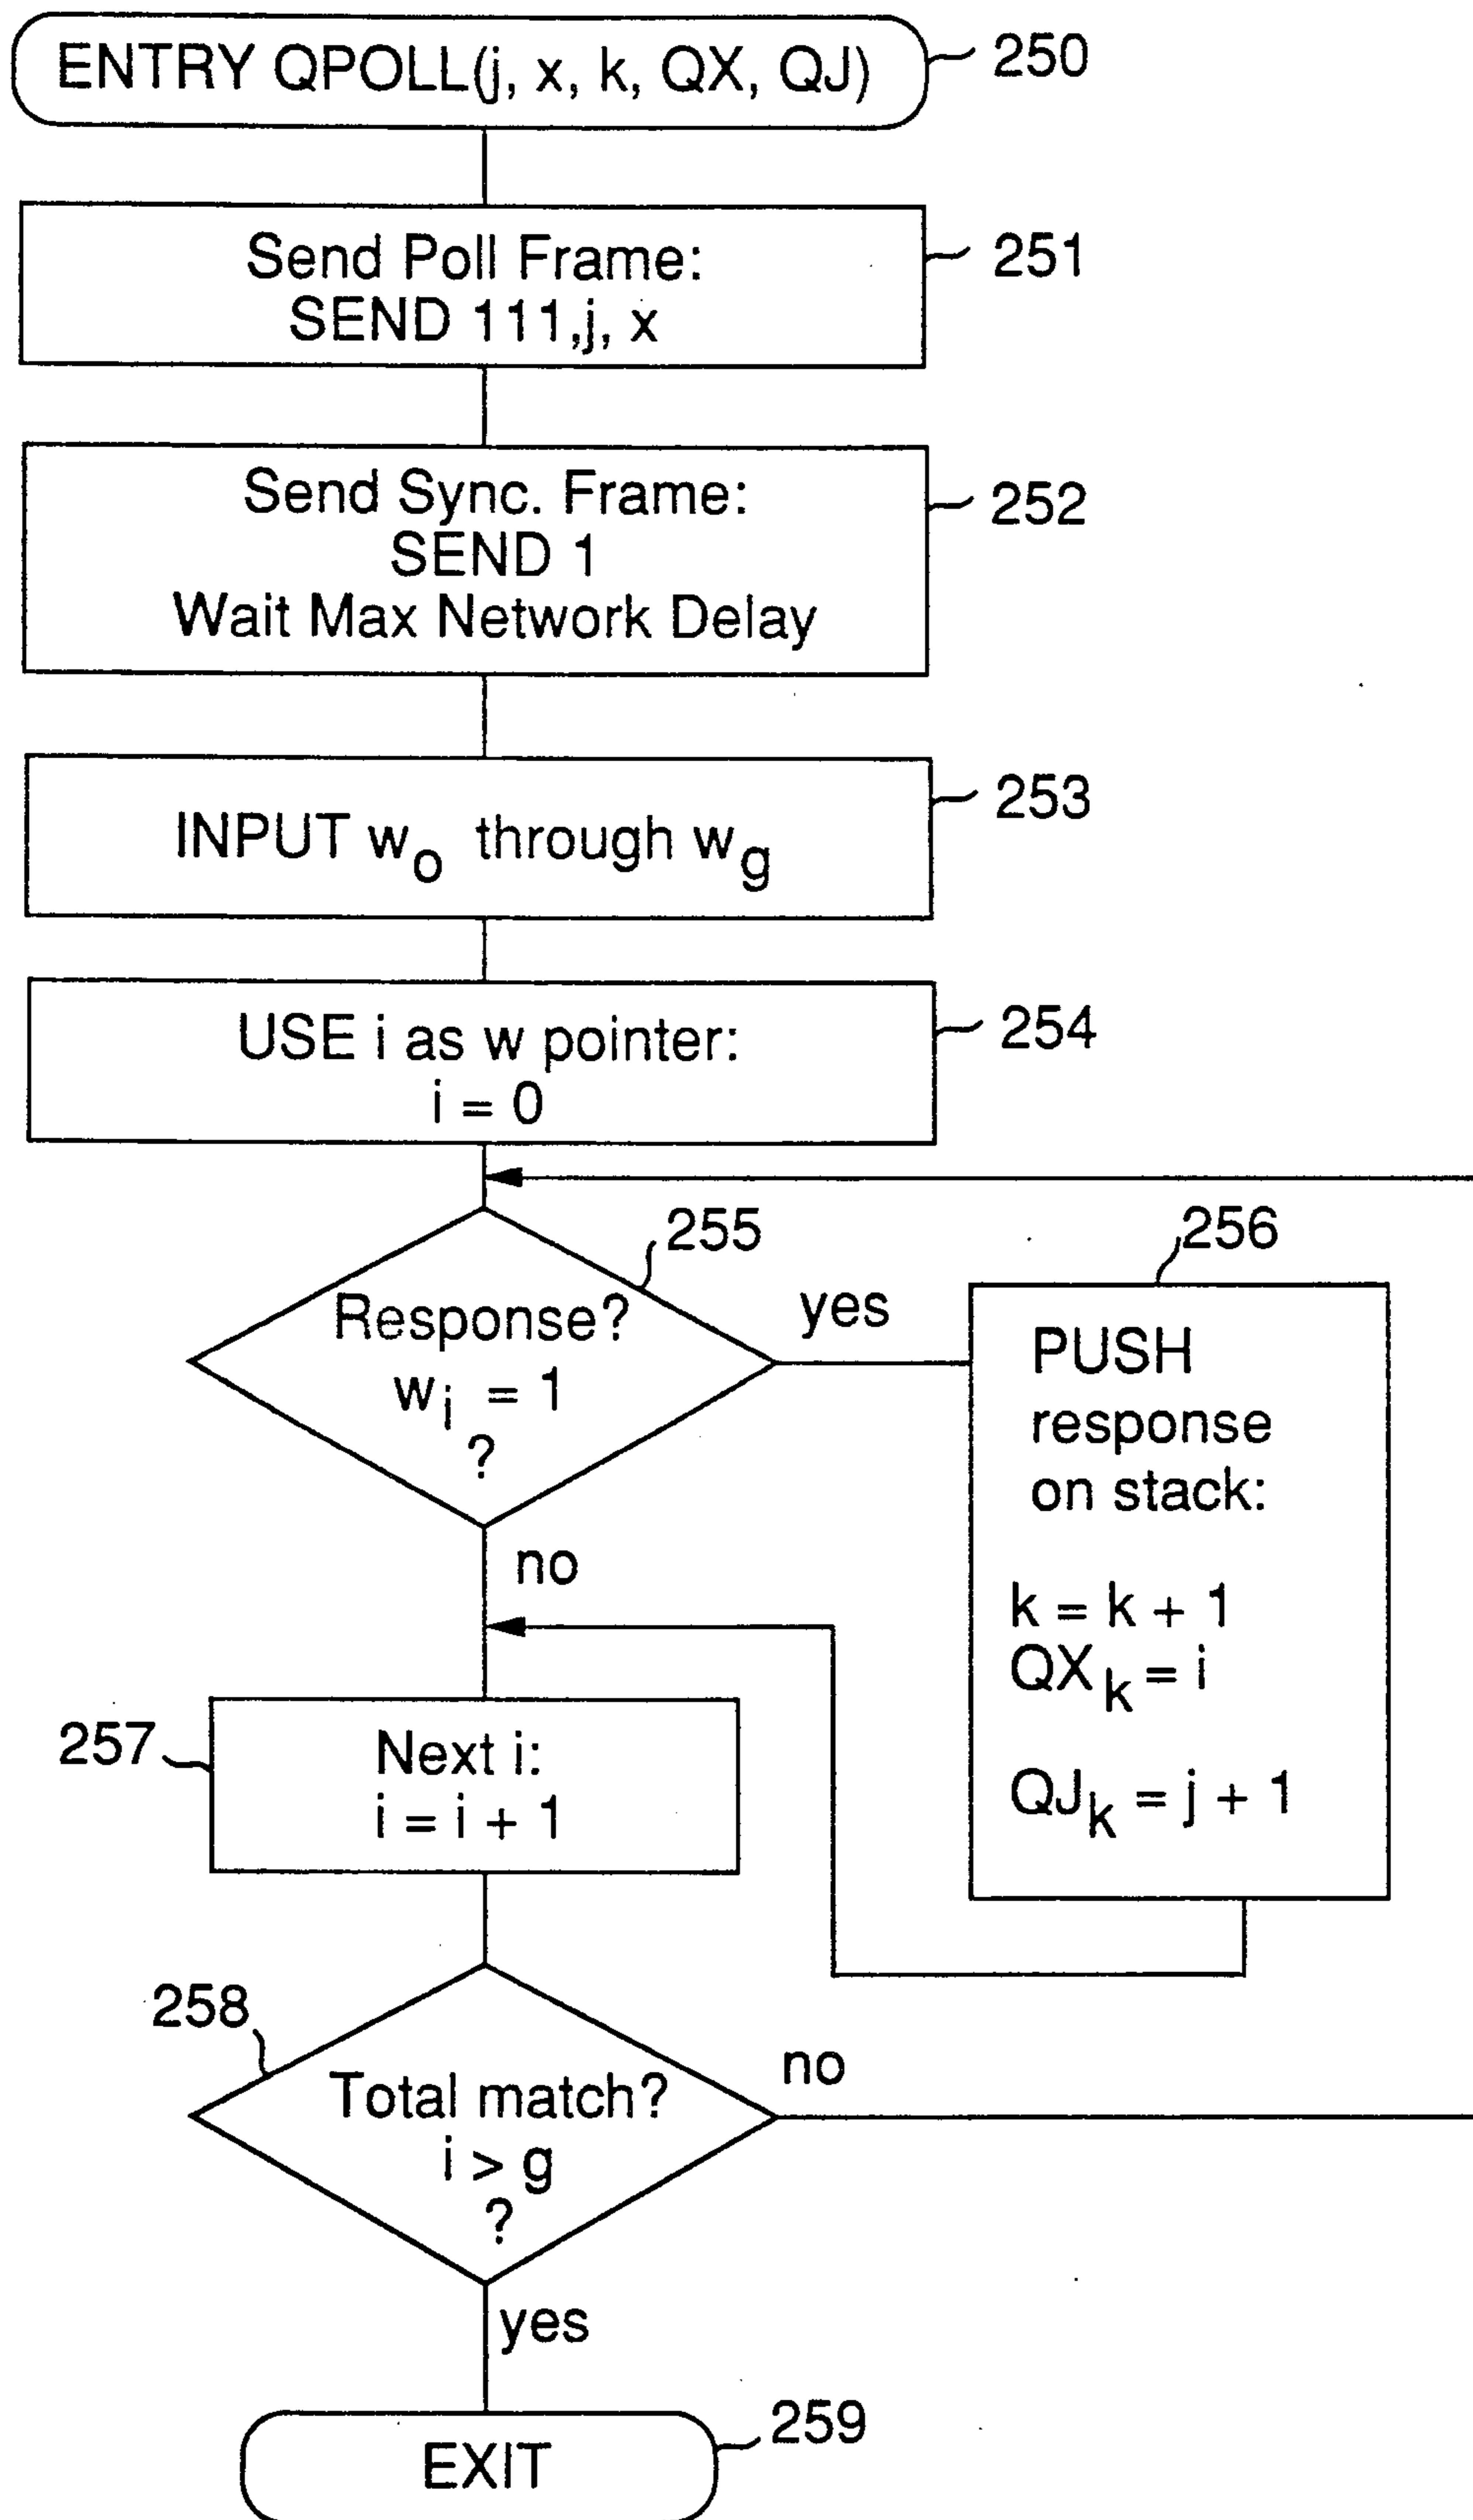 ENTRY QPOLL(j, x, k, QX, QJ)
250
Send Poll Frame:
SEND 111,j, x
251
Send Sync. Frame:
SEND 1
Wait Max Network Delay
252
INPUT wo through wg
253
USE i as w pointer:
i = 0
254
255
Response?
wi = 1
?
yes
no
256
PUSH
response
on stack:
k = k + 1
QXk = i
QJk = j + 1
257
Next i:
i = i + 1
258
Total match?
i > g
?
no
yes
EXIT
259